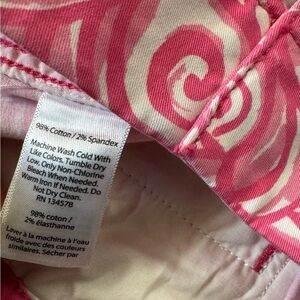 98% Cotton / 2% Spandex
Machine Wash Cold With
Like Colors. Tumble Dry
Low. Only Non-Chlorine
Bleach When Needed.
Warm Iron If Needed. Do
Not Dry Clean.
RN 134578
98% coton /
2% élasthanne
Laver à la machine à l'eau
froide avec des couleurs
similaires. Sécher par